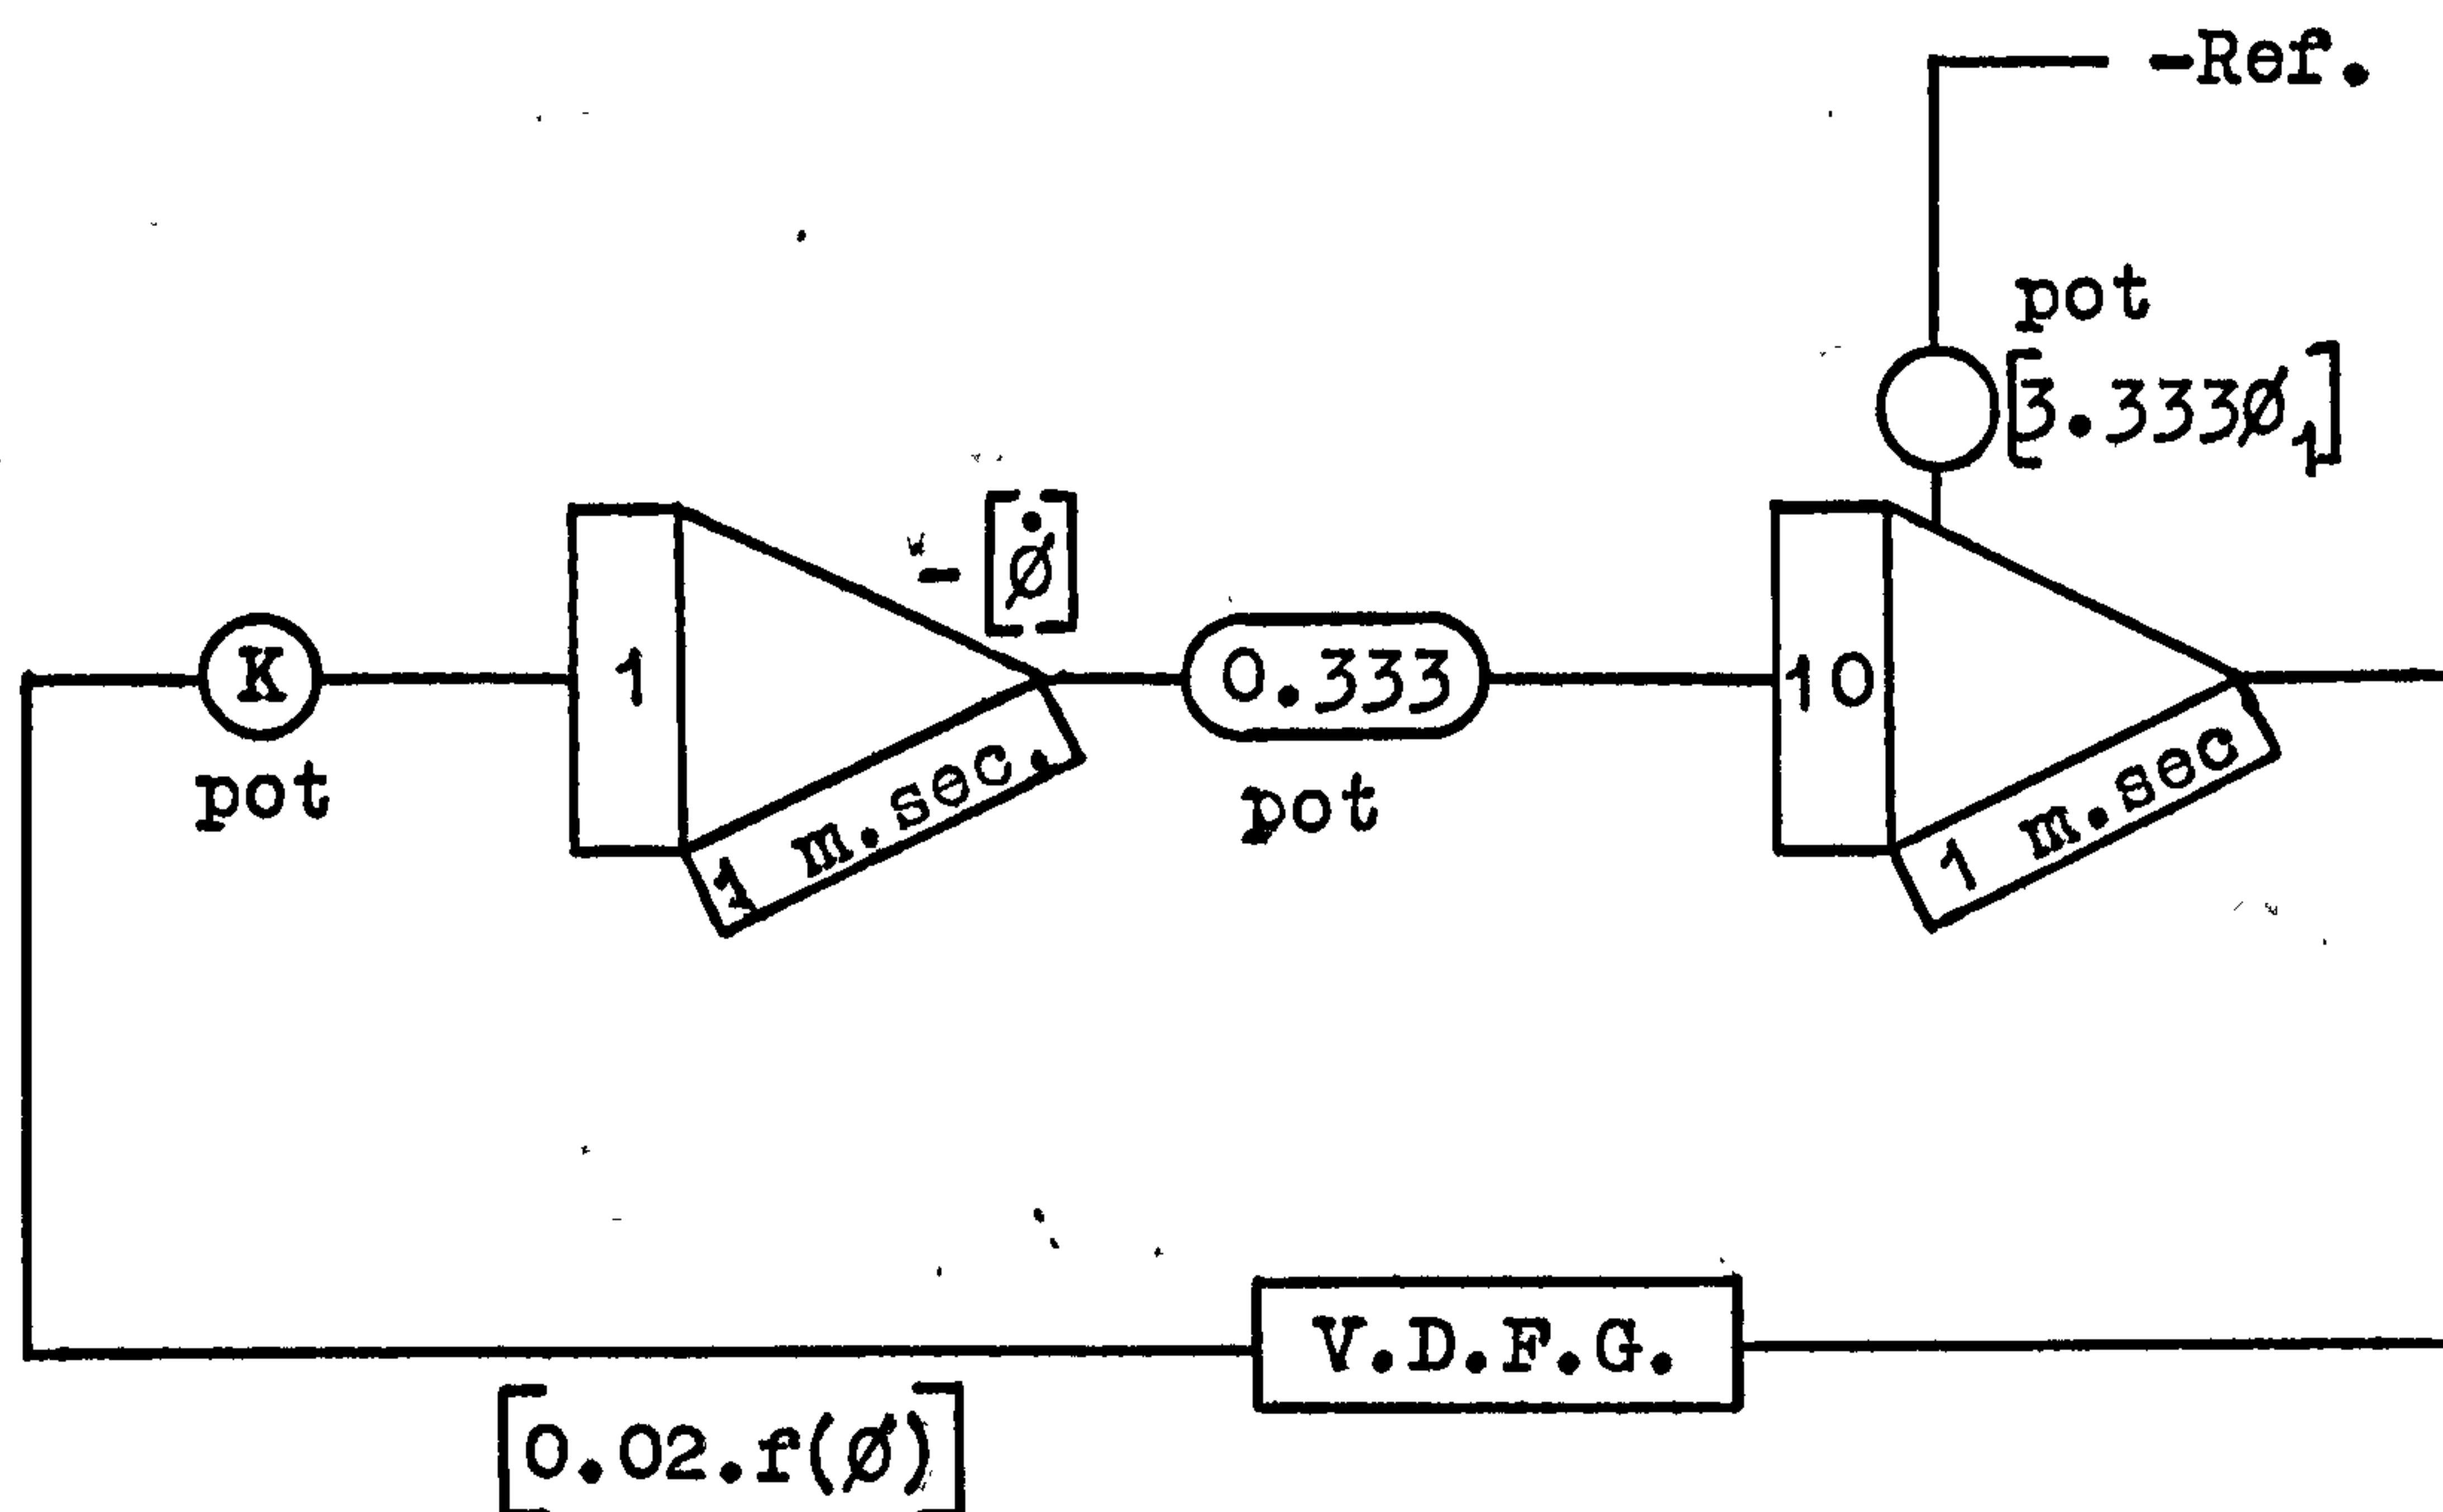 -Ref.
pot
[3.333ø₁]
-[ø̇]
K
1
0.333
10
pot
1 m.sec.
pot
1 m.sec
V.D.F.G.
[0.02.r(ø)]